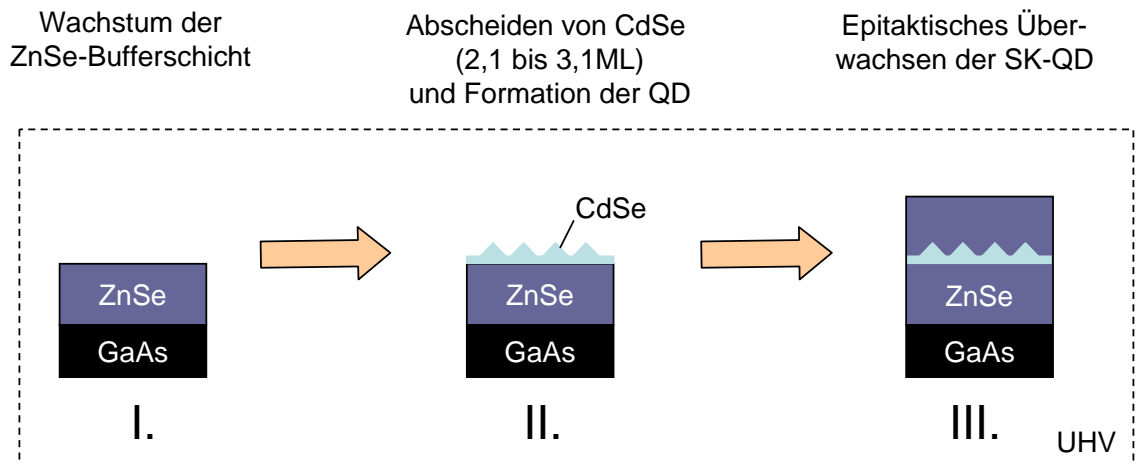 Wachstum der
ZnSe-Bufferschicht
Abscheiden von CdSe
(2,1 bis 3,1ML)
und Formation der QD
Epitaktisches Über-
wachsen der SK-QD
CdSe
ZnSe
GaAs
I.
ZnSe
GaAs
II.
ZnSe
GaAs
III.
UHV